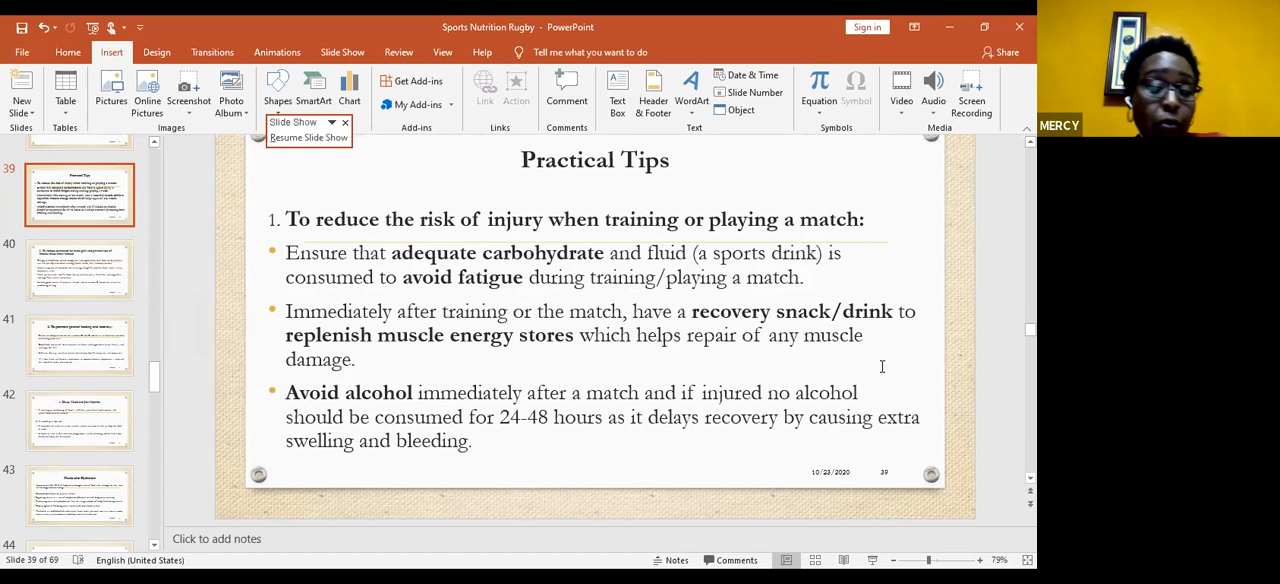 Sports Nutrition Rugby - PowerPoint
Sign in
File Home Insert Design Transitions Animations Slide Show Review View Help Tell me what you want to do Share
New Slide
Table
Pictures
Online Pictures
Screenshot
Photo Album
Shapes
SmartArt
Chart
Get Add-ins
My Add-ins
Link
Action
Comment
Text Box
Header & Footer
WordArt
Date & Time
Slide Number
Object
Equation
Symbol
Video
Audio
Screen Recording
Slides Tables Images Add-ins Links Comments Text Symbols Media
Slide Show
Resume Slide Show
MERCY
39
40
41
42
43
44
Practical Tips
1. To reduce the risk of injury when training or playing a match:
Ensure that adequate carbohydrate and fluid (a sports drink) is
consumed to avoid fatigue during training/playing a match.
Immediately after training or the match, have a recovery snack/drink to
replenish muscle energy stores which helps repair of any muscle
damage.
Avoid alcohol immediately after a match and if injured no alcohol
should be consumed for 24-48 hours as it delays recovery by causing extra
swelling and bleeding.
10/23/2020 39
Click to add notes
Slide 39 of 69 English (United States) Notes Comments 79%